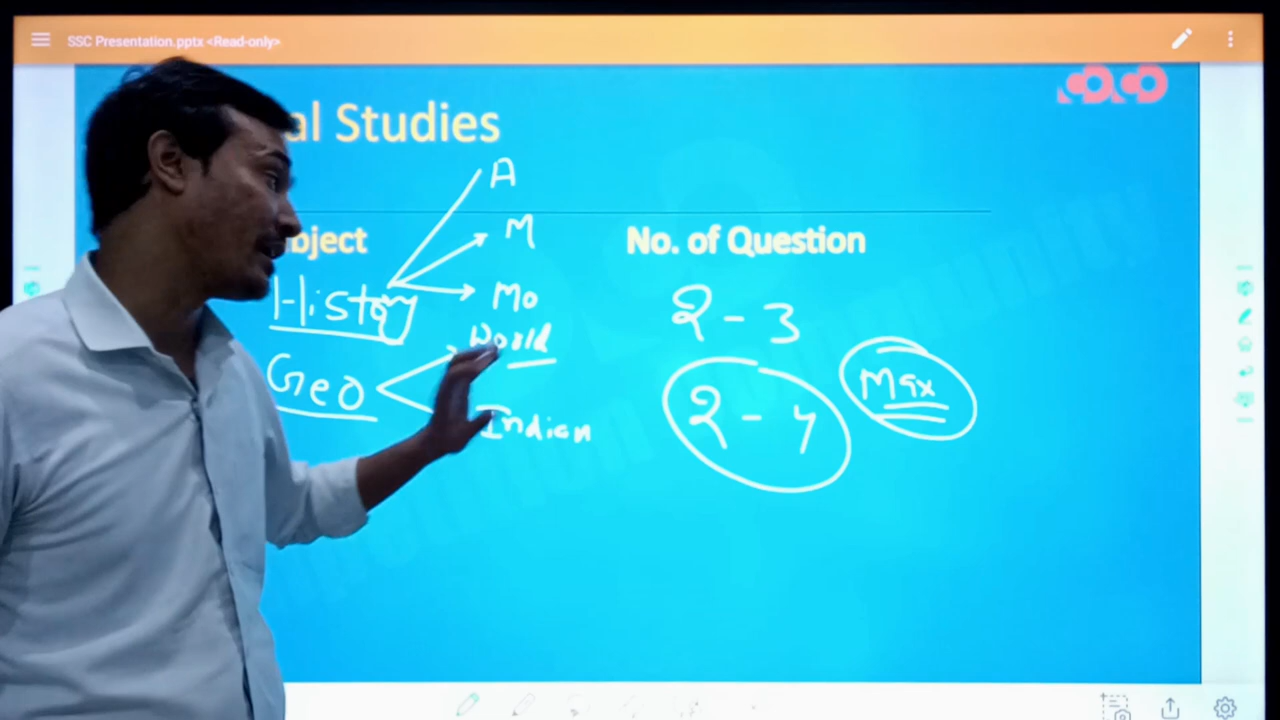 SSC Presentation.pptx <Read-only>
al Studies
A
bject
M
No. of Question
History
Mo
2 - 3
World
Geo
Max
2 - 4
Indian